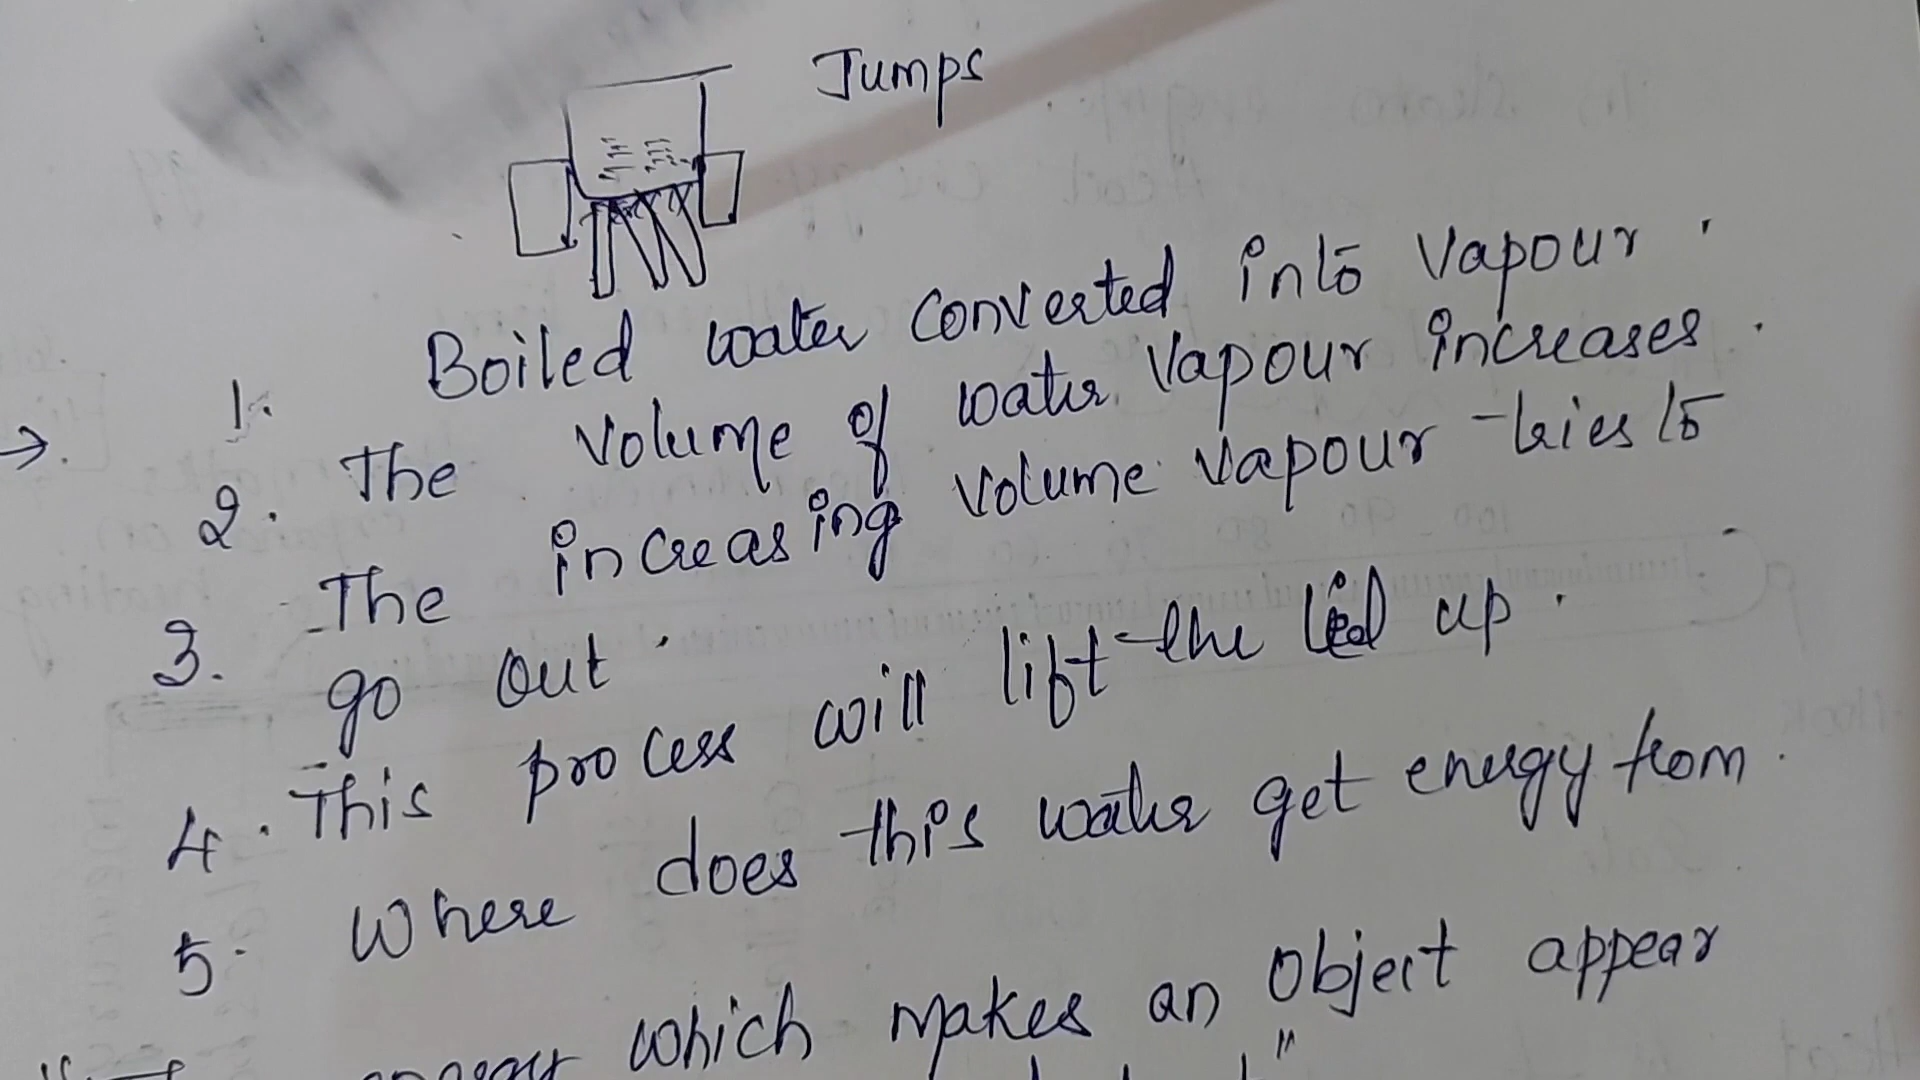 Jumps
1. Boiled water converted into vapour.
2. The volume of water vapour increases.
3. The increasing volume vapour tries to
go out.
4. This process will lift the lid up.
5. Where does this water get energy from.
energy which makes an object appear